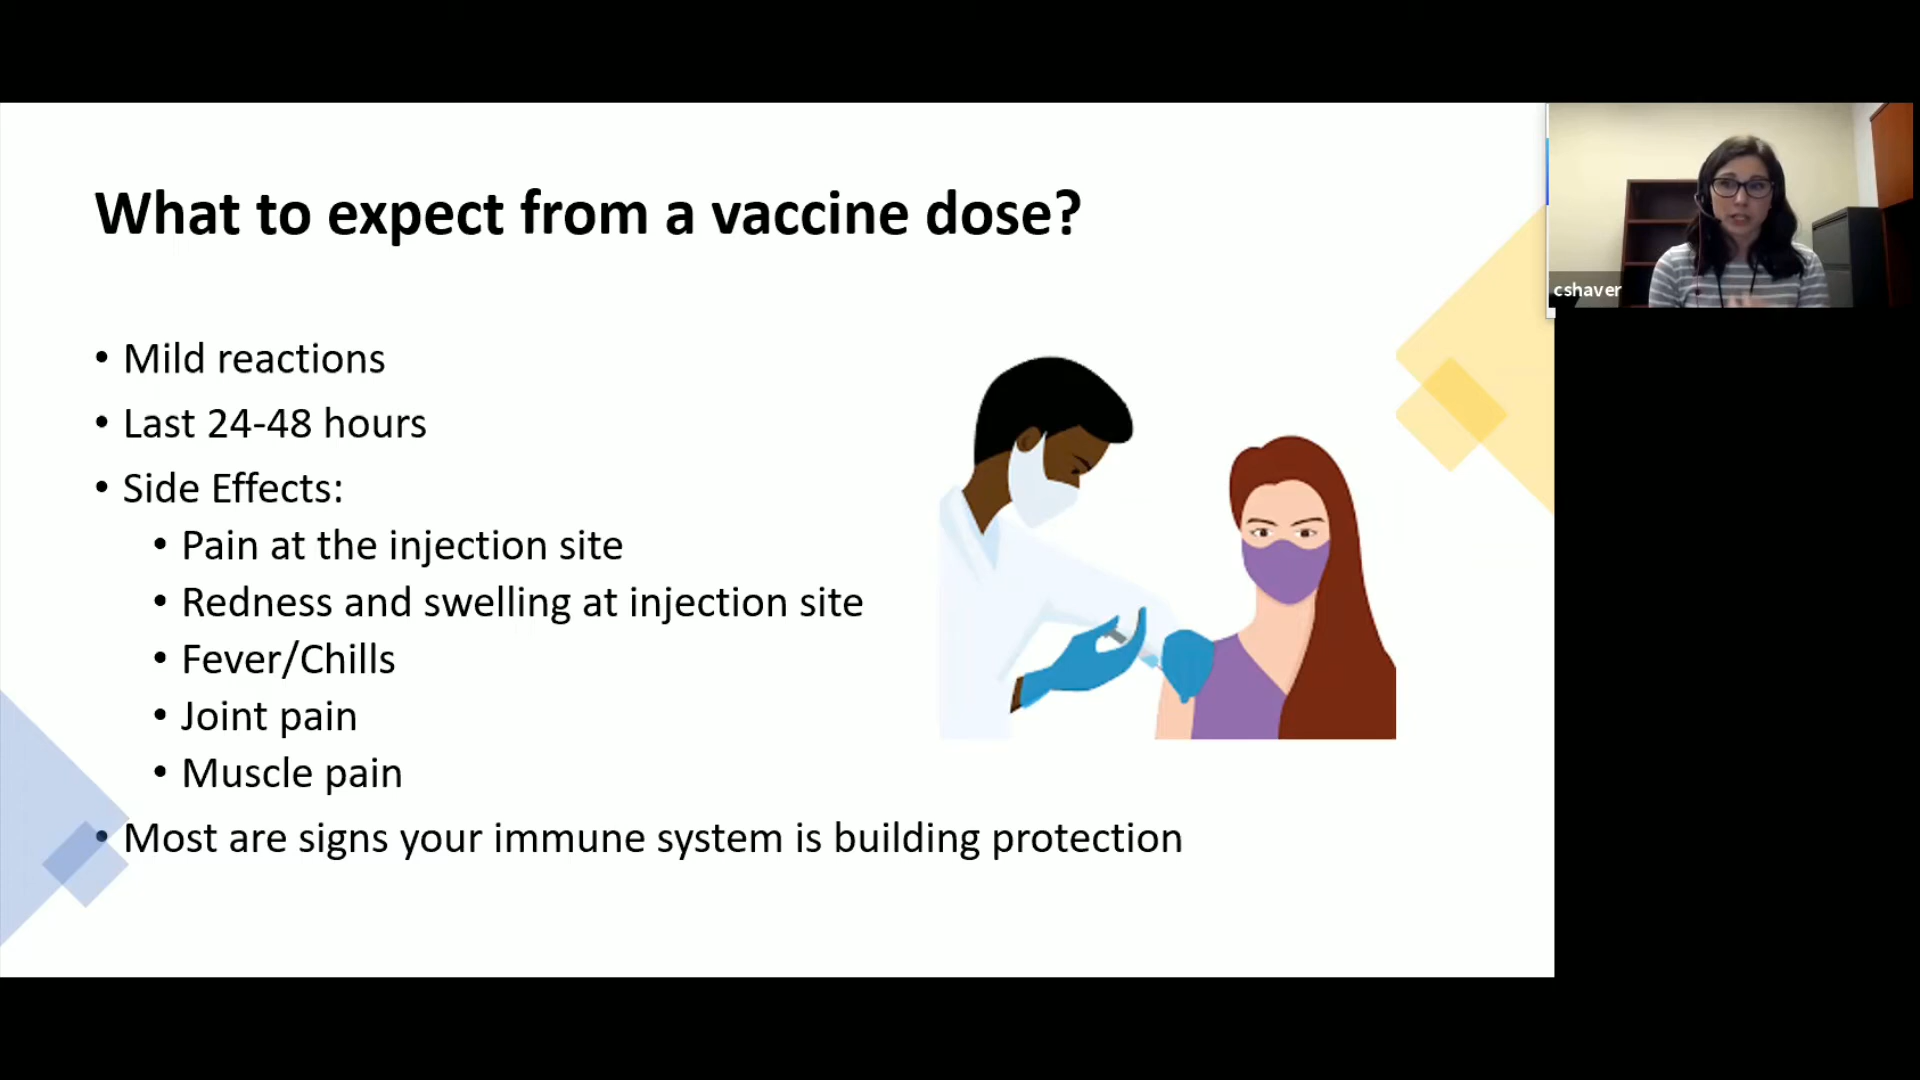 What to expect from a vaccine dose?
• Mild reactions
• Last 24-48 hours
• Side Effects:
• Pain at the injection site
• Redness and swelling at injection site
• Fever/Chills
• Joint pain
• Muscle pain
• Most are signs your immune system is building protection
cshaver